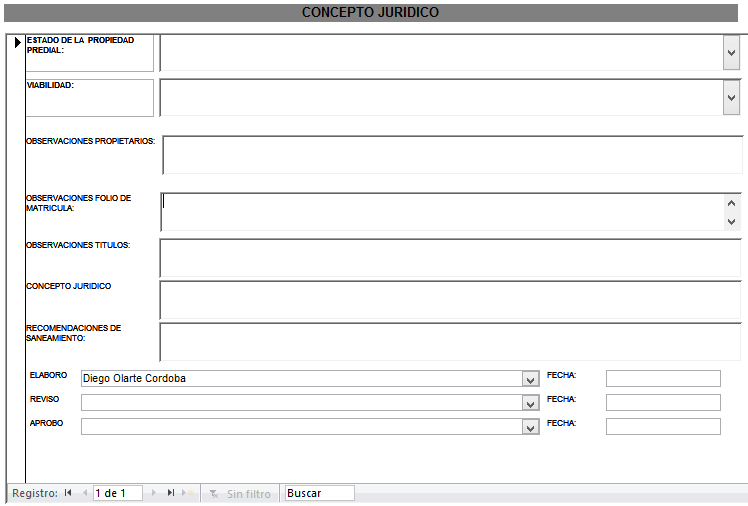 CONCEPTO JURIDICO
ESTADO DE LA PROPIEDAD
PREDIAL:
VIABILIDAD:
OBSERVACIONES PROPIETARIOS:
OBSERVACIONES FOLIO DE
MATRICULA:
OBSERVACIONES TITULOS:
CONCEPTO JURIDICO
RECOMENDACIONES DE
SANEAMIENTO:
ELABORO Diego Olarte Cordoba FECHA:
REVISO FECHA:
APROBO FECHA:
Registro: 1 de 1 Sin filtro Buscar